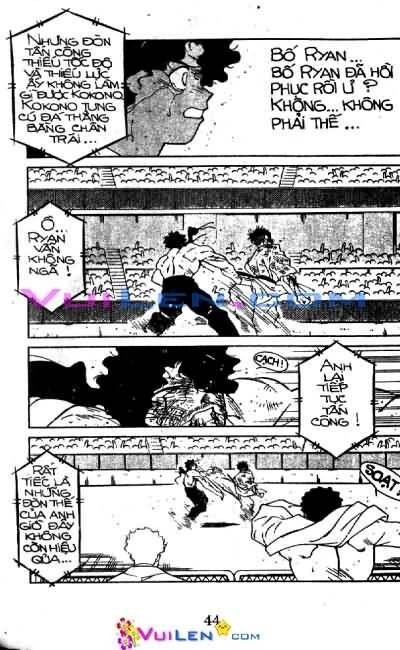 NHƯNG ĐÒN
TẤN CÔNG
THIẾU TỐC ĐỘ
VÀ THIẾU LỰC
ẤY KHÔNG LÀM
GÌ ĐƯỢC KOKONO.
KOKONO TUNG
CÚ ĐÁ THẲNG
BẰNG CHÂN
TRÁI...
BỐ RYAN...
BỐ RYAN ĐÃ HỒI
PHỤC RỒI Ư ?
KHÔNG... KHÔNG
PHẢI THẾ ...
Ồ...
RYAN
VẪN
KHÔNG
NGÃ !
VUILEN.COM
CẠCH!
ANH
LẠI
TIẾP
TỤC
TẤN
CÔNG !
RẤT
TIẾC LÀ
NHỮNG
ĐÒN THẾ
CỦA ANH
GIỜ ĐÂY
KHÔNG
CÒN HIỆU
QỦA...
SOẠT
44
VUILEN.COM